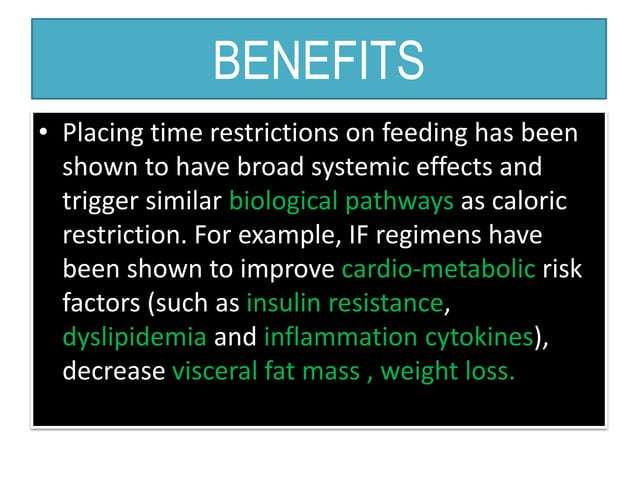 BENEFITS
• Placing time restrictions on feeding has been
shown to have broad systemic effects and
trigger similar biological pathways as caloric
restriction. For example, IF regimens have
been shown to improve cardio-metabolic risk
factors (such as insulin resistance,
dyslipidemia and inflammation cytokines),
decrease visceral fat mass , weight loss.